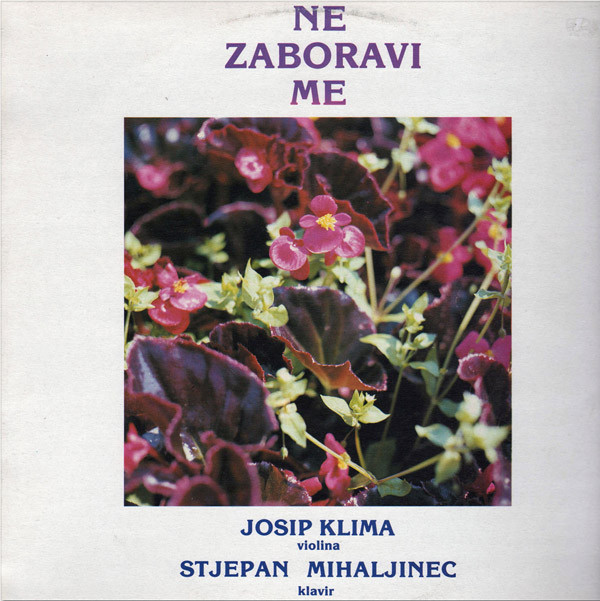 NE
ZABORAVI
ME
JOSIP KLIMA
violina
STJEPAN MIHALJINEC
klavir